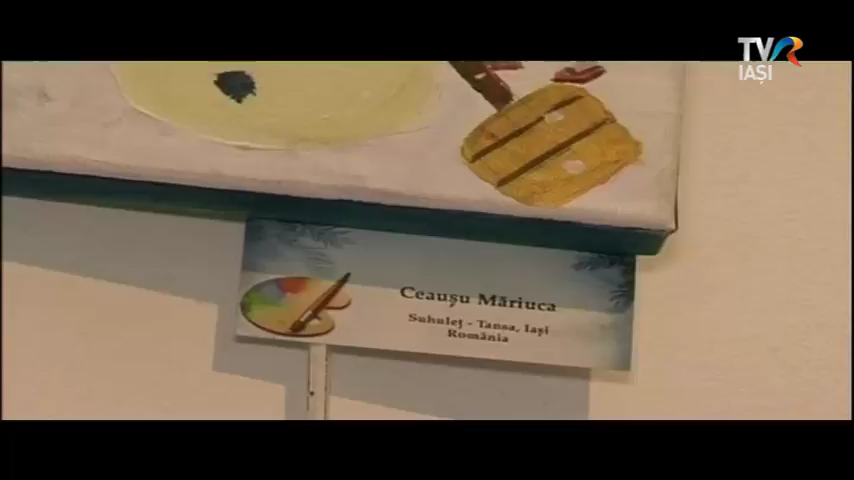 TVR
IAȘI
Ceaușu Măriuca
Suhuleț - Tansa, Iași
România